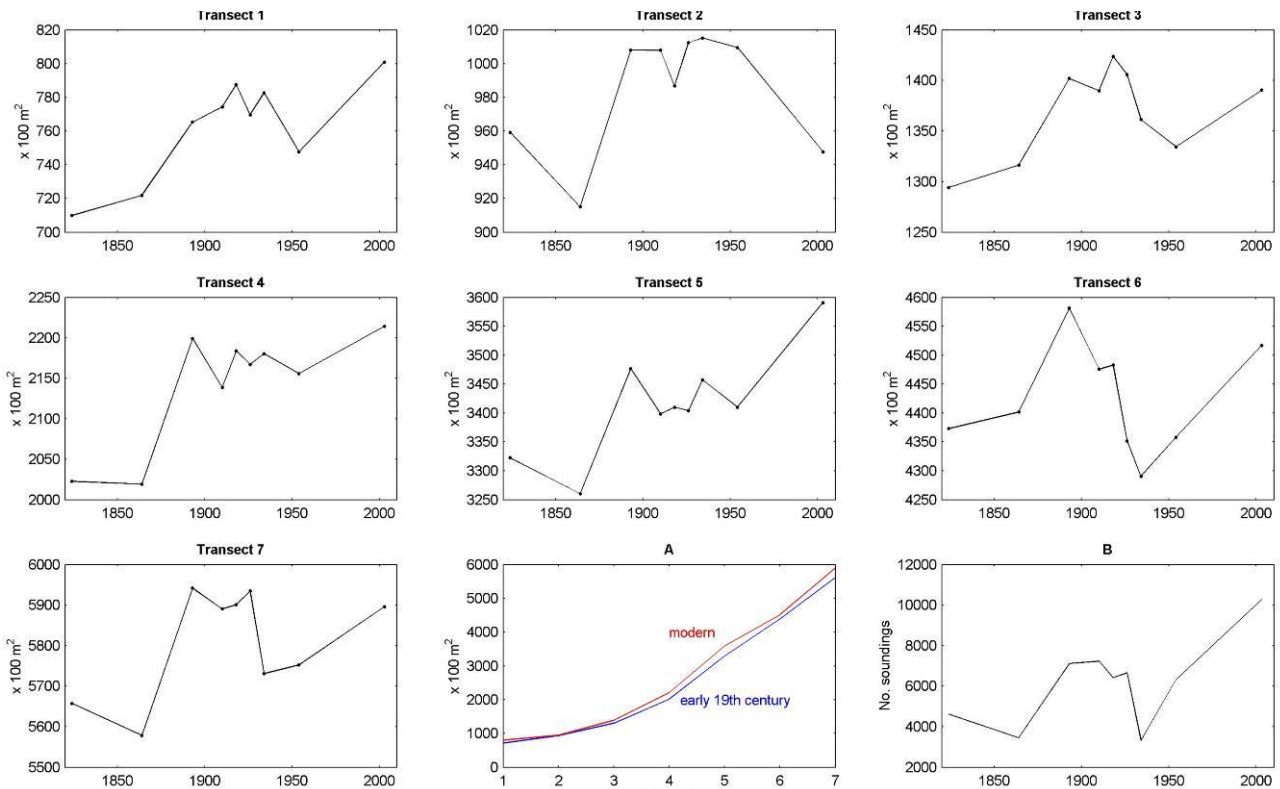 Transect 1
820
800
780
760
740
720
700
x 100 m²
1850 1900 1950 2000
Transect 2
1020
1000
980
960
940
920
900
x 100 m²
1850 1900 1950 2000
Transect 3
1450
1400
1350
1300
1250
x 100 m²
1850 1900 1950 2000
Transect 4
2250
2200
2150
2100
2050
2000
x 100 m²
1850 1900 1950 2000
Transect 5
3600
3550
3500
3450
3400
3350
3300
3250
x 100 m²
1850 1900 1950 2000
Transect 6
4600
4550
4500
4450
4400
4350
4300
4250
x 100 m²
1850 1900 1950 2000
Transect 7
6000
5900
5800
5700
5600
5500
x 100 m²
1850 1900 1950 2000
A
6000
5000
4000
3000
2000
1000
0
x 100 m²
modern
early 19th century
1 2 3 4 5 6 7
B
12000
10000
8000
6000
4000
2000
No. soundings
1850 1900 1950 2000